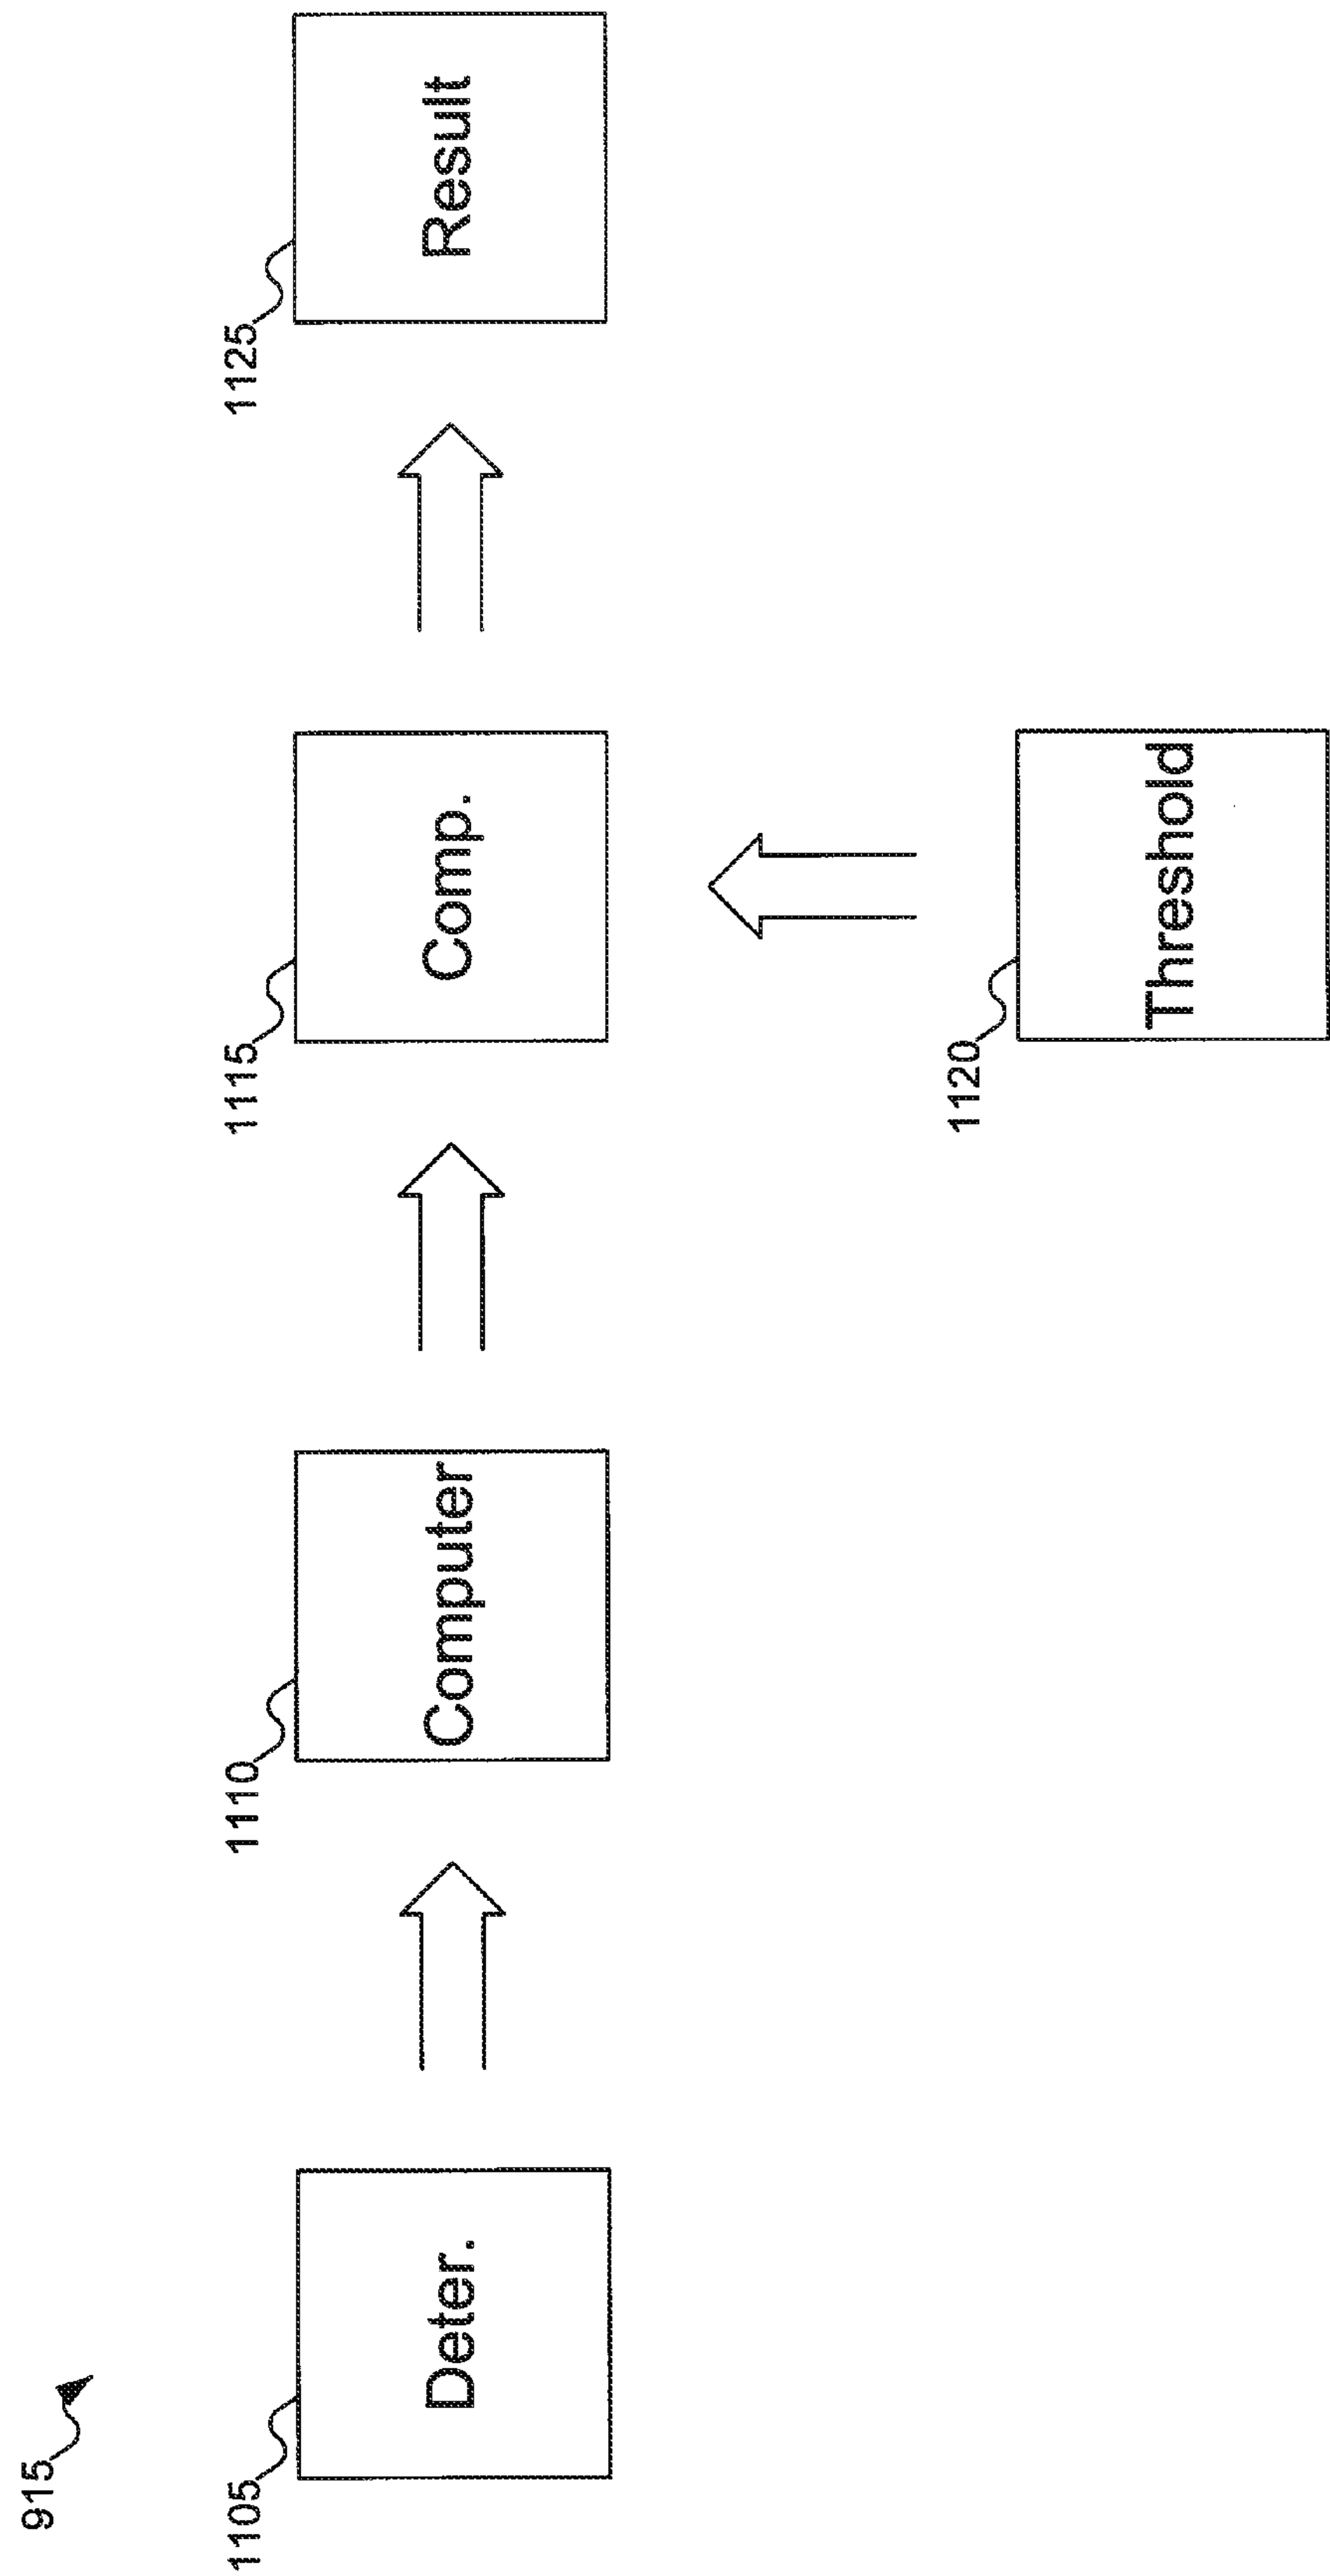 915
1105
Deter.
1110
Computer
1115
Comp.
1120
Threshold
1125
Result